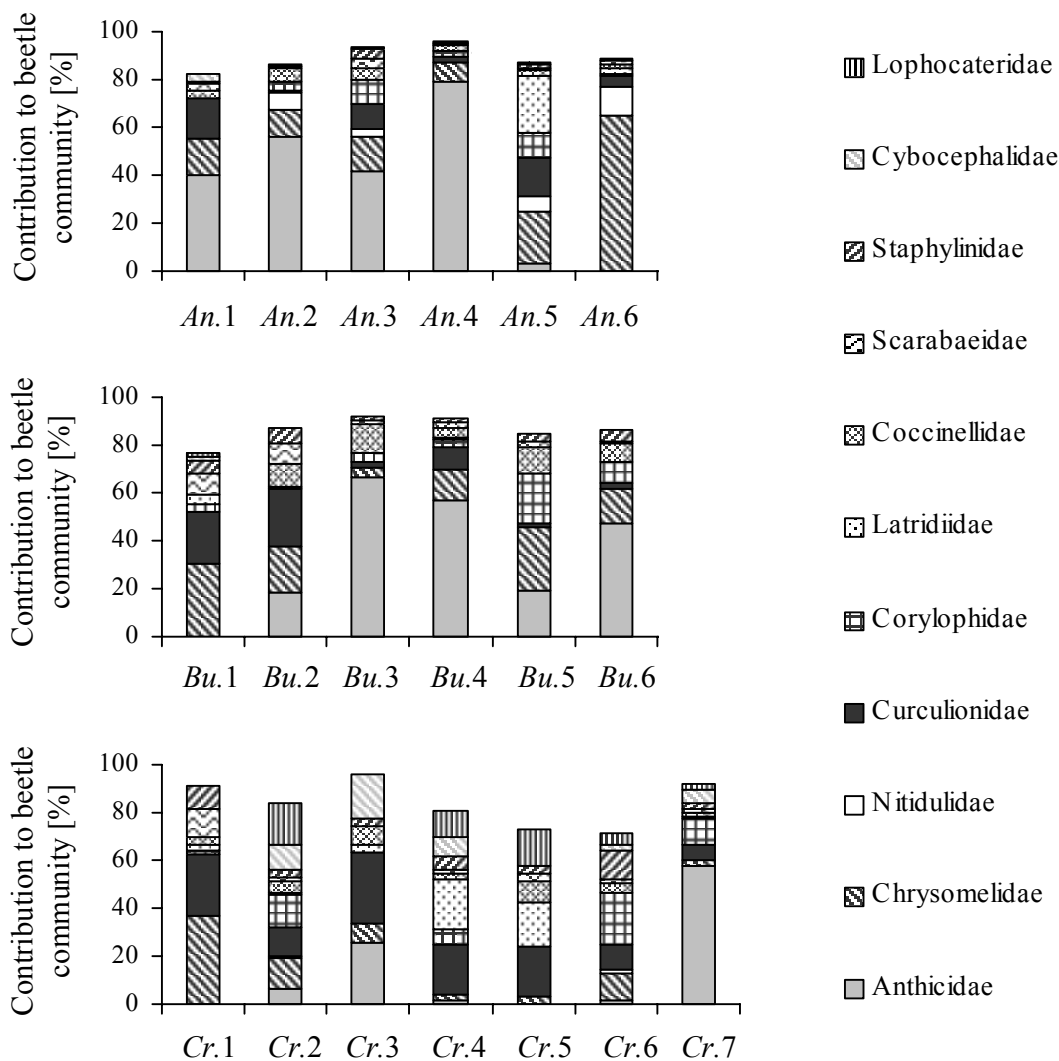 Contribution to beetle
community [%]
100
80
60
40
20
0
An.1 An.2 An.3 An.4 An.5 An.6
Contribution to beetle
community [%]
100
80
60
40
20
0
Bu.1 Bu.2 Bu.3 Bu.4 Bu.5 Bu.6
Contribution to beetle
community [%]
100
80
60
40
20
0
Cr.1 Cr.2 Cr.3 Cr.4 Cr.5 Cr.6 Cr.7
Lophocateridae
Cybocephalidae
Staphylinidae
Scarabaeidae
Coccinellidae
Latridiidae
Corylophidae
Curculionidae
Nitidulidae
Chrysomelidae
Anthicidae